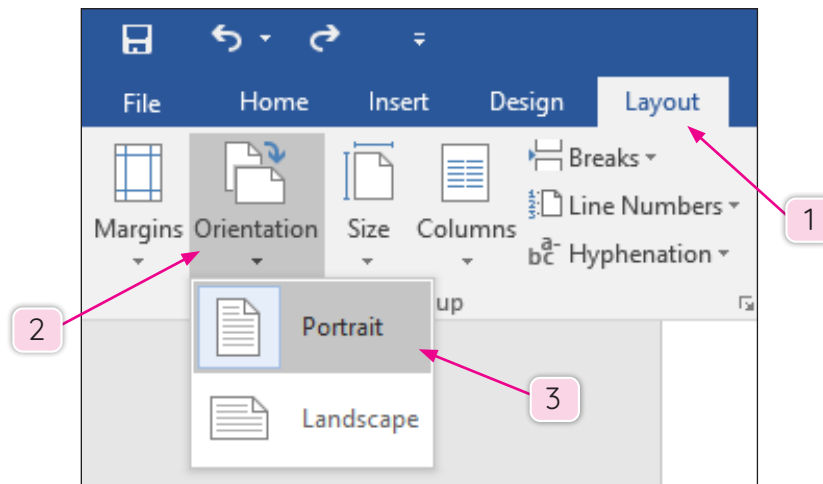 File Home Insert Design Layout
Breaks
Line Numbers
Margins Orientation Size Columns
bc a- Hyphenation
1
up
2
Portrait
3
Landscape